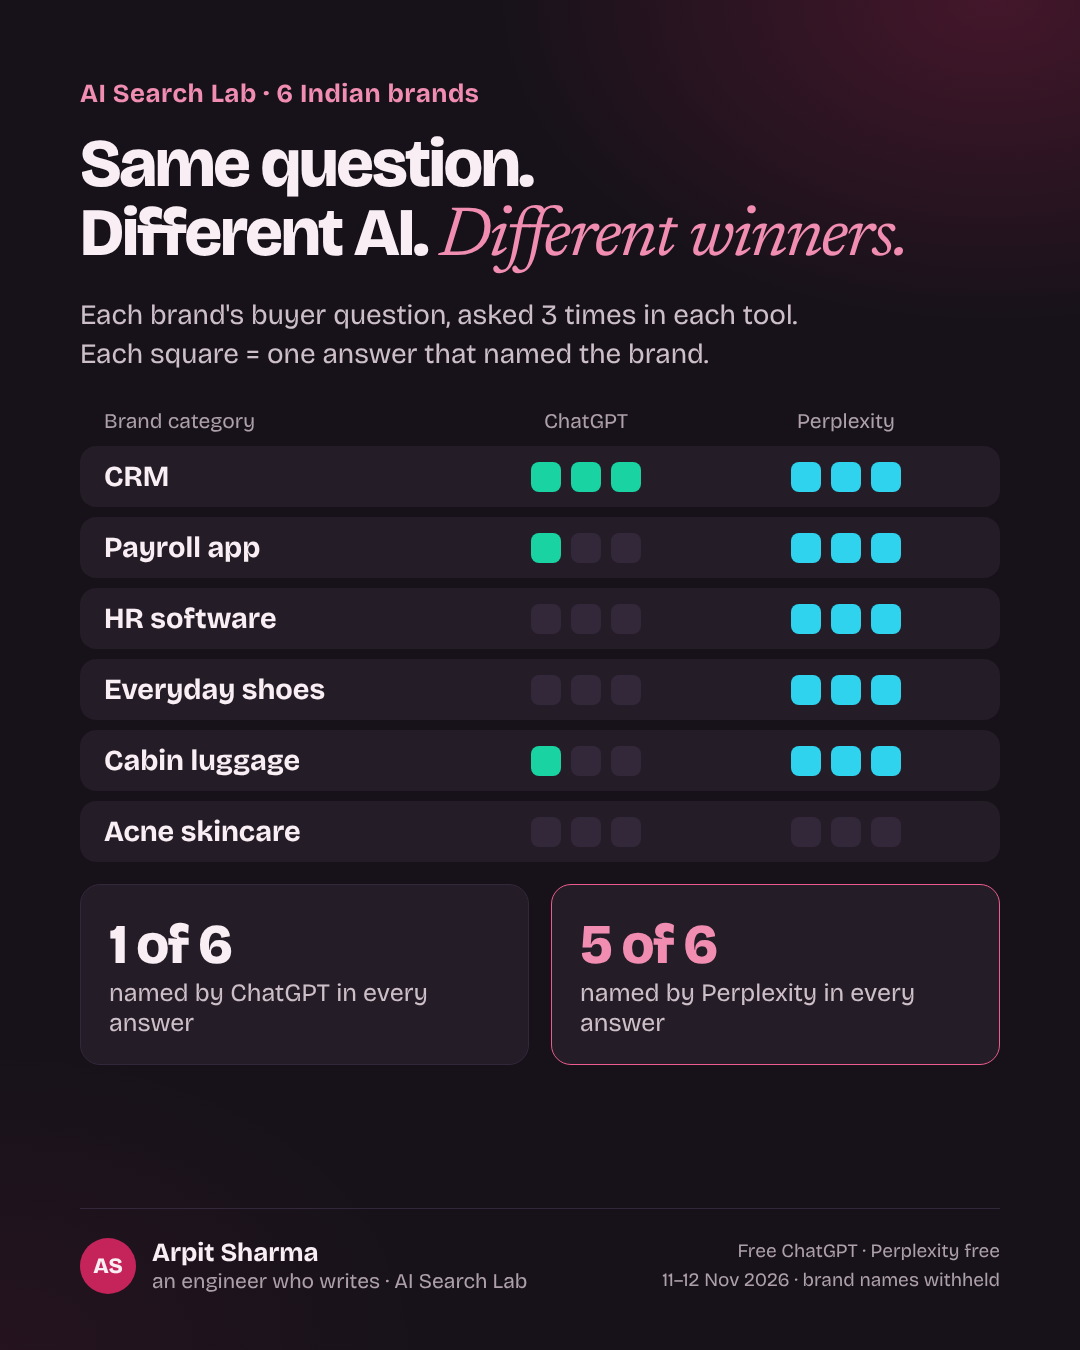 AI Search Lab · 6 Indian brands
Same question.
Different AI. Different winners.
Each brand's buyer question, asked 3 times in each tool.
Each square = one answer that named the brand.
Brand category ChatGPT Perplexity
CRM
Payroll app
HR software
Everyday shoes
Cabin luggage
Acne skincare
1 of 6
named by ChatGPT in every
answer
5 of 6
named by Perplexity in every
answer
AS
Arpit Sharma
an engineer who writes · AI Search Lab
Free ChatGPT · Perplexity free
11–12 Nov 2026 · brand names withheld